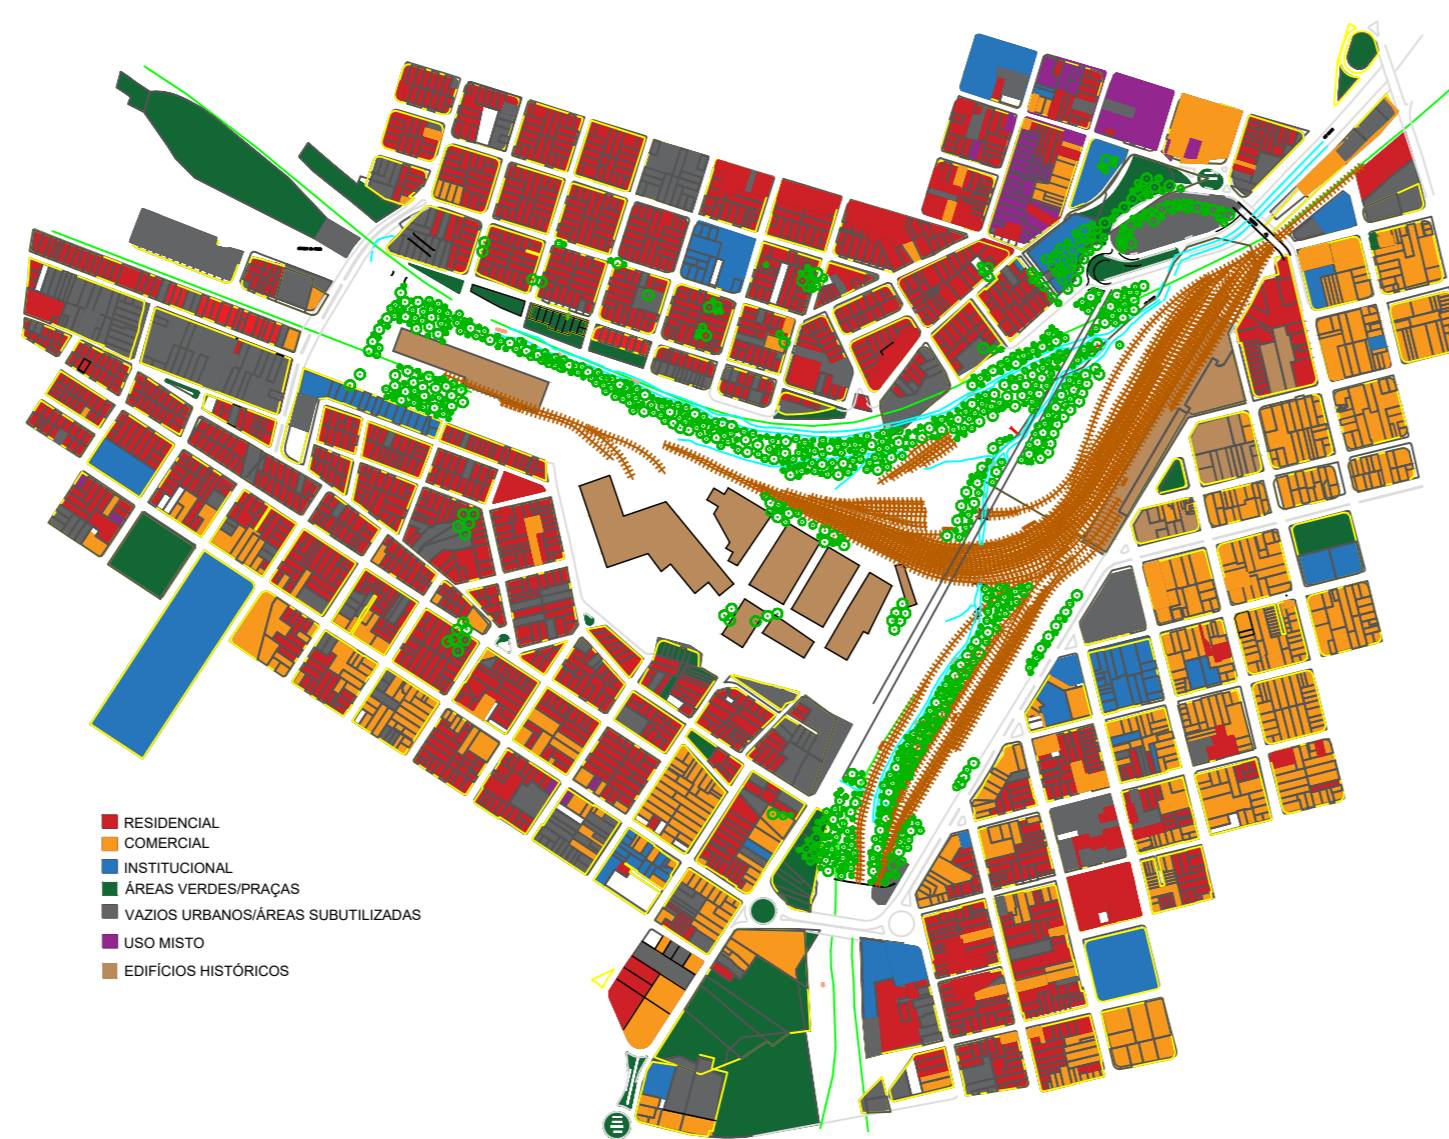 RESIDENCIAL
COMERCIAL
INSTITUCIONAL
ÁREAS VERDES/PRAÇAS
VAZIOS URBANOS/ÁREAS SUBUTILIZADAS
USO MISTO
EDIFÍCIOS HISTÓRICOS